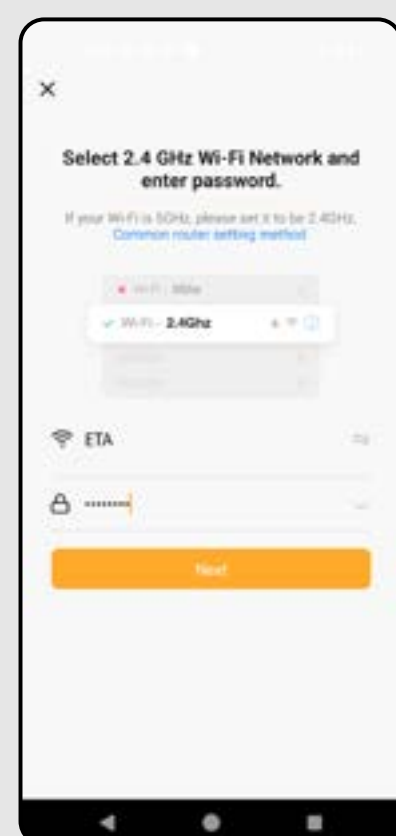 Select 2.4 GHz Wi-Fi Network and
enter password.
If your Wi-Fi is 5GHz, please set it to be 2.4GHz.
Common router setting method
Wi-Fi - 5Ghz
Wi-Fi - 2.4Ghz
ETA
Next